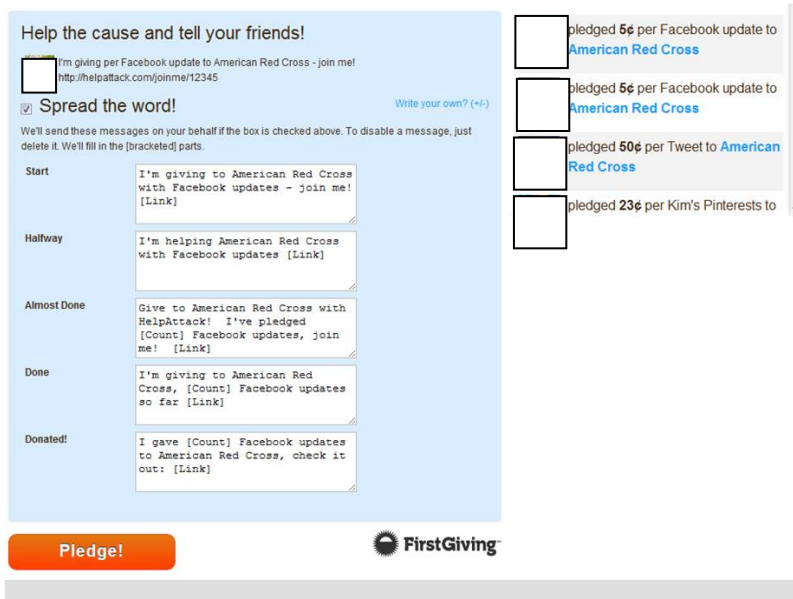 Help the cause and tell your friends!
I'm giving per Facebook update to American Red Cross - join me!
http://helpattack.com/joinme/12345
Spread the word!
Write your own? (+/-)
We'll send these messages on your behalf if the box is checked above. To disable a message, just
delete it. We'll fill in the [bracketed] parts.
Start
I'm giving to American Red Cross
with Facebook updates - join me!
[Link]
Halfway
I'm helping American Red Cross
with Facebook updates [Link]
Almost Done
Give to American Red Cross with
HelpAttack!  I've pledged
[Count] Facebook updates, join
me!  [Link]
Done
I'm giving to American Red
Cross, [Count] Facebook updates
so far [Link]
Donated!
I gave [Count] Facebook updates
to American Red Cross, check it
out: [Link]
Pledge!
FirstGiving
pledged 5¢ per Facebook update to
American Red Cross
pledged 5¢ per Facebook update to
American Red Cross
pledged 50¢ per Tweet to American
Red Cross
pledged 23¢ per Kim's Pinterests to